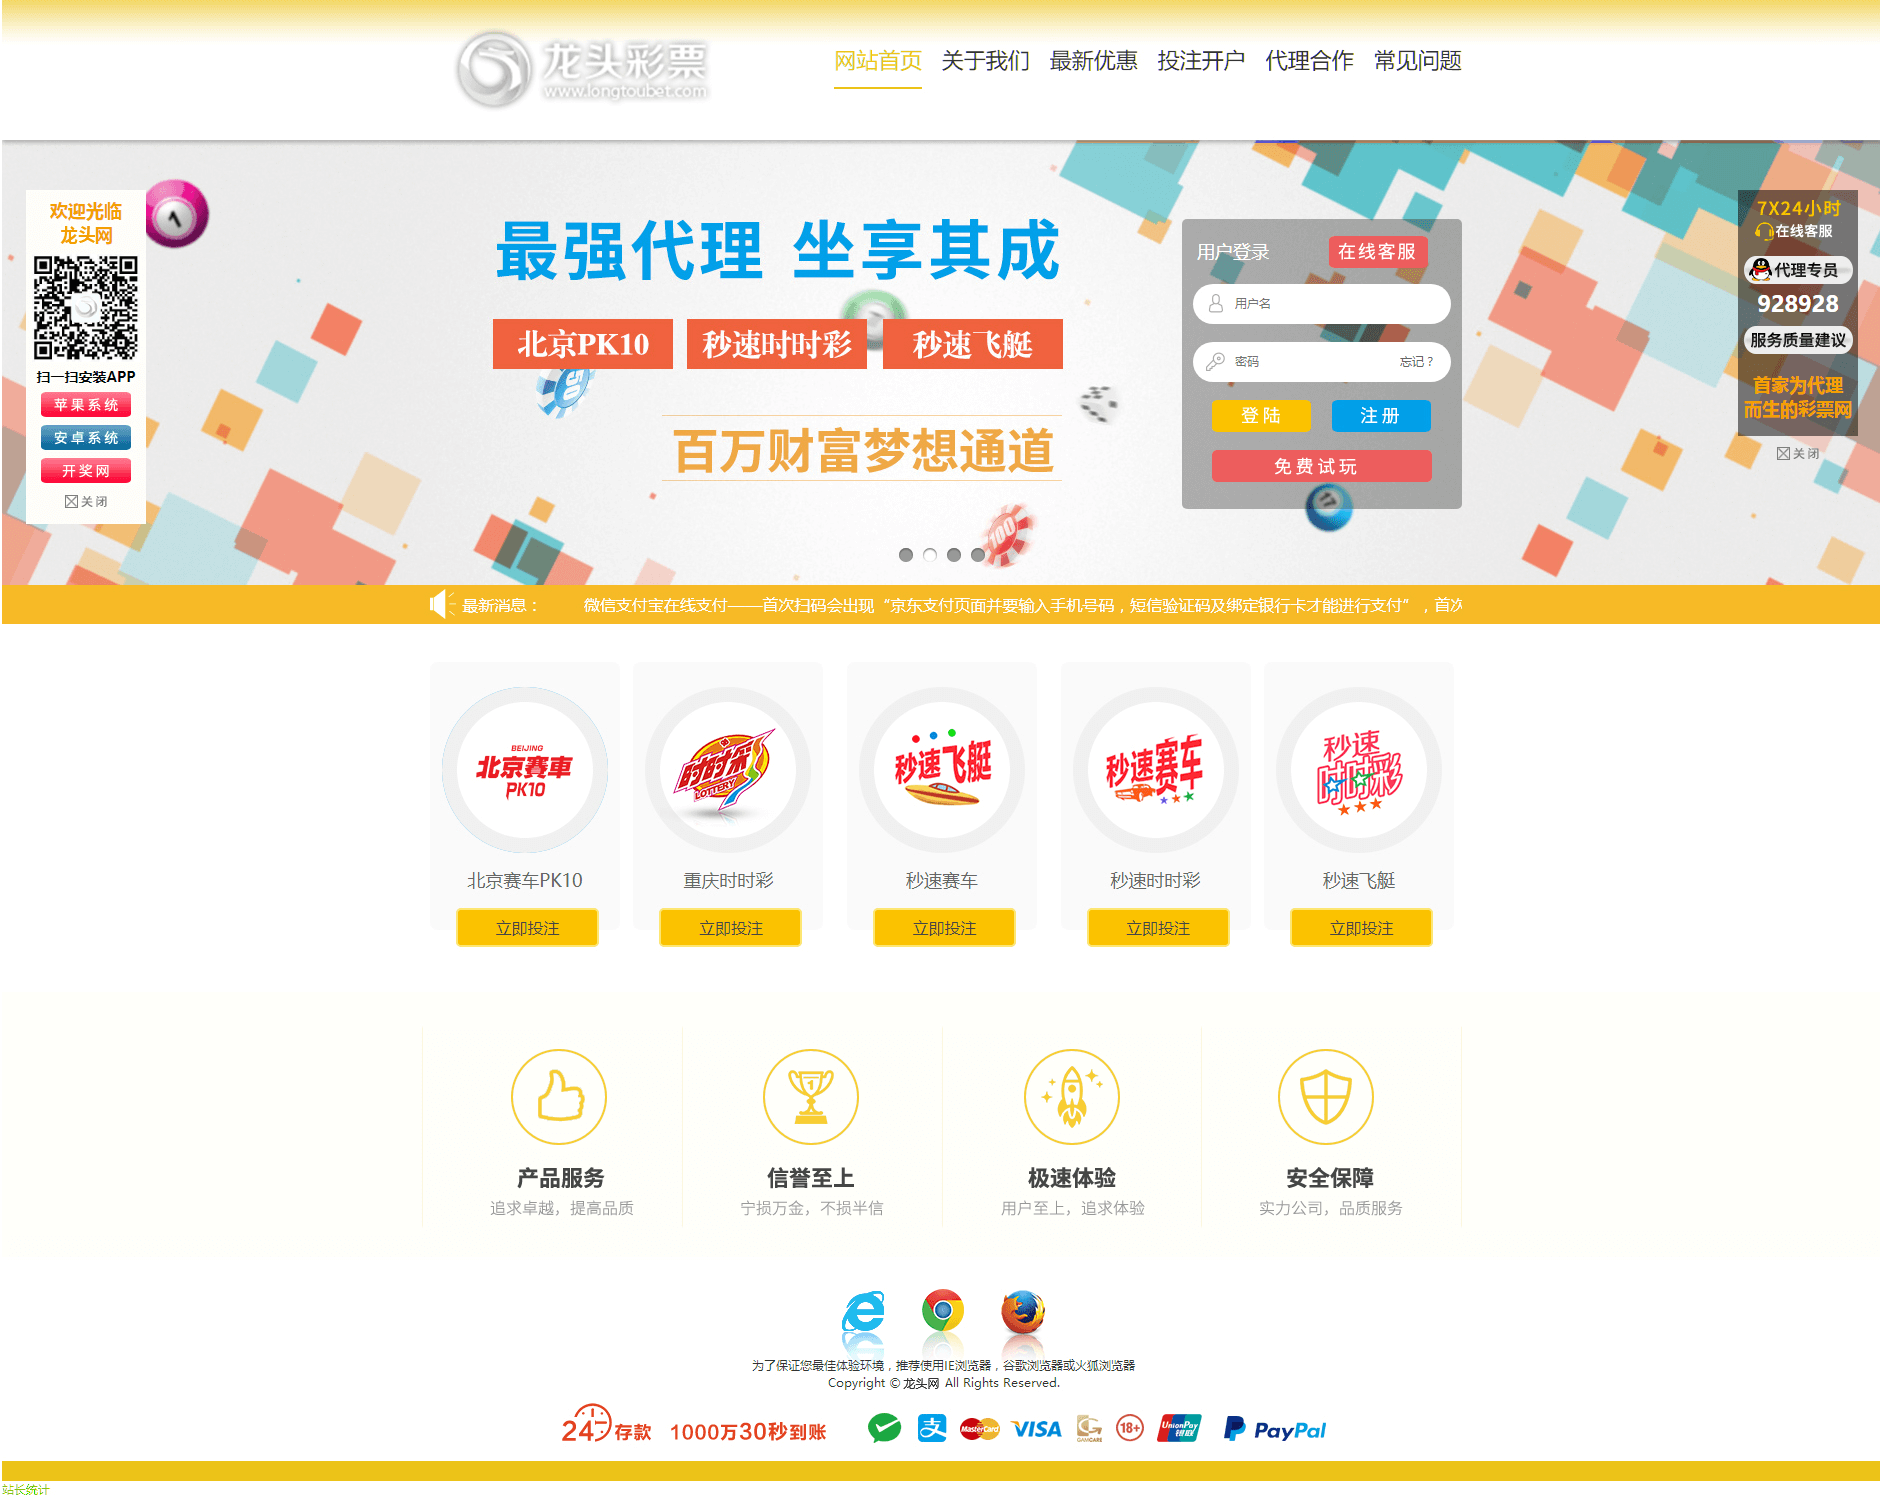 龙头彩票
www.longtoubet.com
网站首页 关于我们 最新优惠 投注开户 代理合作 常见问题
欢迎光临
龙头网
扫一扫安装APP
苹果系统
安卓系统
开奖网
关闭
最强代理 坐享其成
北京PK10 秒速时时彩 秒速飞艇
百万财富梦想通道
100
17
用户登录 在线客服
用户名
密码 忘记？
登陆 注册
免费试玩
7X24小时
在线客服
代理专员
928928
服务质量建议
首家为代理
而生的彩票网
关闭
最新消息： 微信支付宝在线支付——首次扫码会出现“京东支付页面并要输入手机号码，短信验证码及绑定银行卡才能进行支付”，首次
BEIJING
北京赛車
PK10
时时彩
LOTTERY
秒速飞艇
秒速赛车
秒速
时时彩
北京赛车PK10 重庆时时彩 秒速赛车 秒速时时彩 秒速飞艇
立即投注 立即投注 立即投注 立即投注 立即投注
1
产品服务 信誉至上 极速体验 安全保障
追求卓越，提高品质 宁损万金，不损半信 用户至上，追求体验 实力公司，品质服务
为了保证您最佳体验环境，推荐使用IE浏览器，谷歌浏览器或火狐浏览器
Copyright © 龙头网 All Rights Reserved.
24 存款 1000万30秒到账 支 MasterCard VISA G GAMCARE 18+ UnionPay 银联 PayPal
站长统计